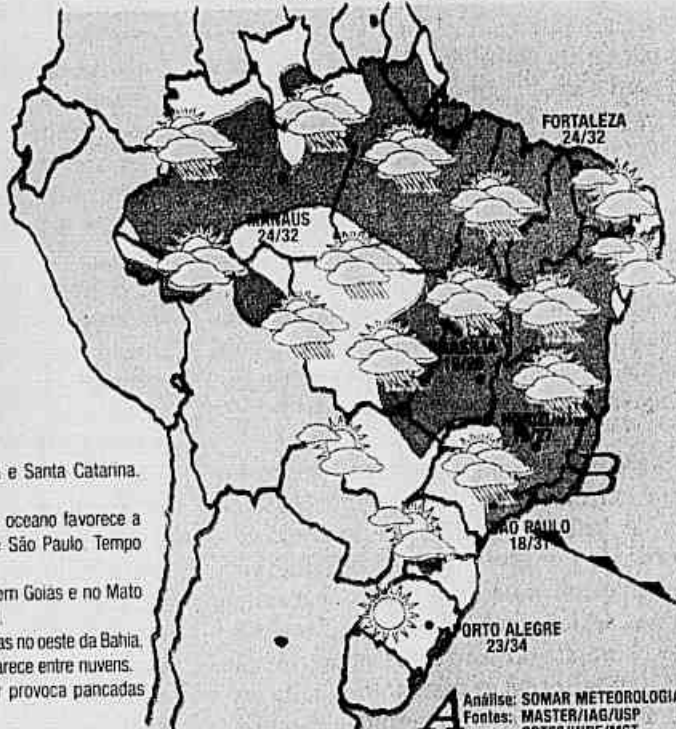 FORTALEZA
24/32
MANAUS
24/32
e Santa Catarina.
oceano favorece a
São Paulo. Tempo
SÃO PAULO
18/31
em Goiás e no Mato
as no oeste da Bahia,
arece entre nuvens.
provoca pancadas
ORTO ALEGRE
23/34
A
B
Análise: SOMAR METEOROLOGIA
Fontes: MASTER/IAG/USP